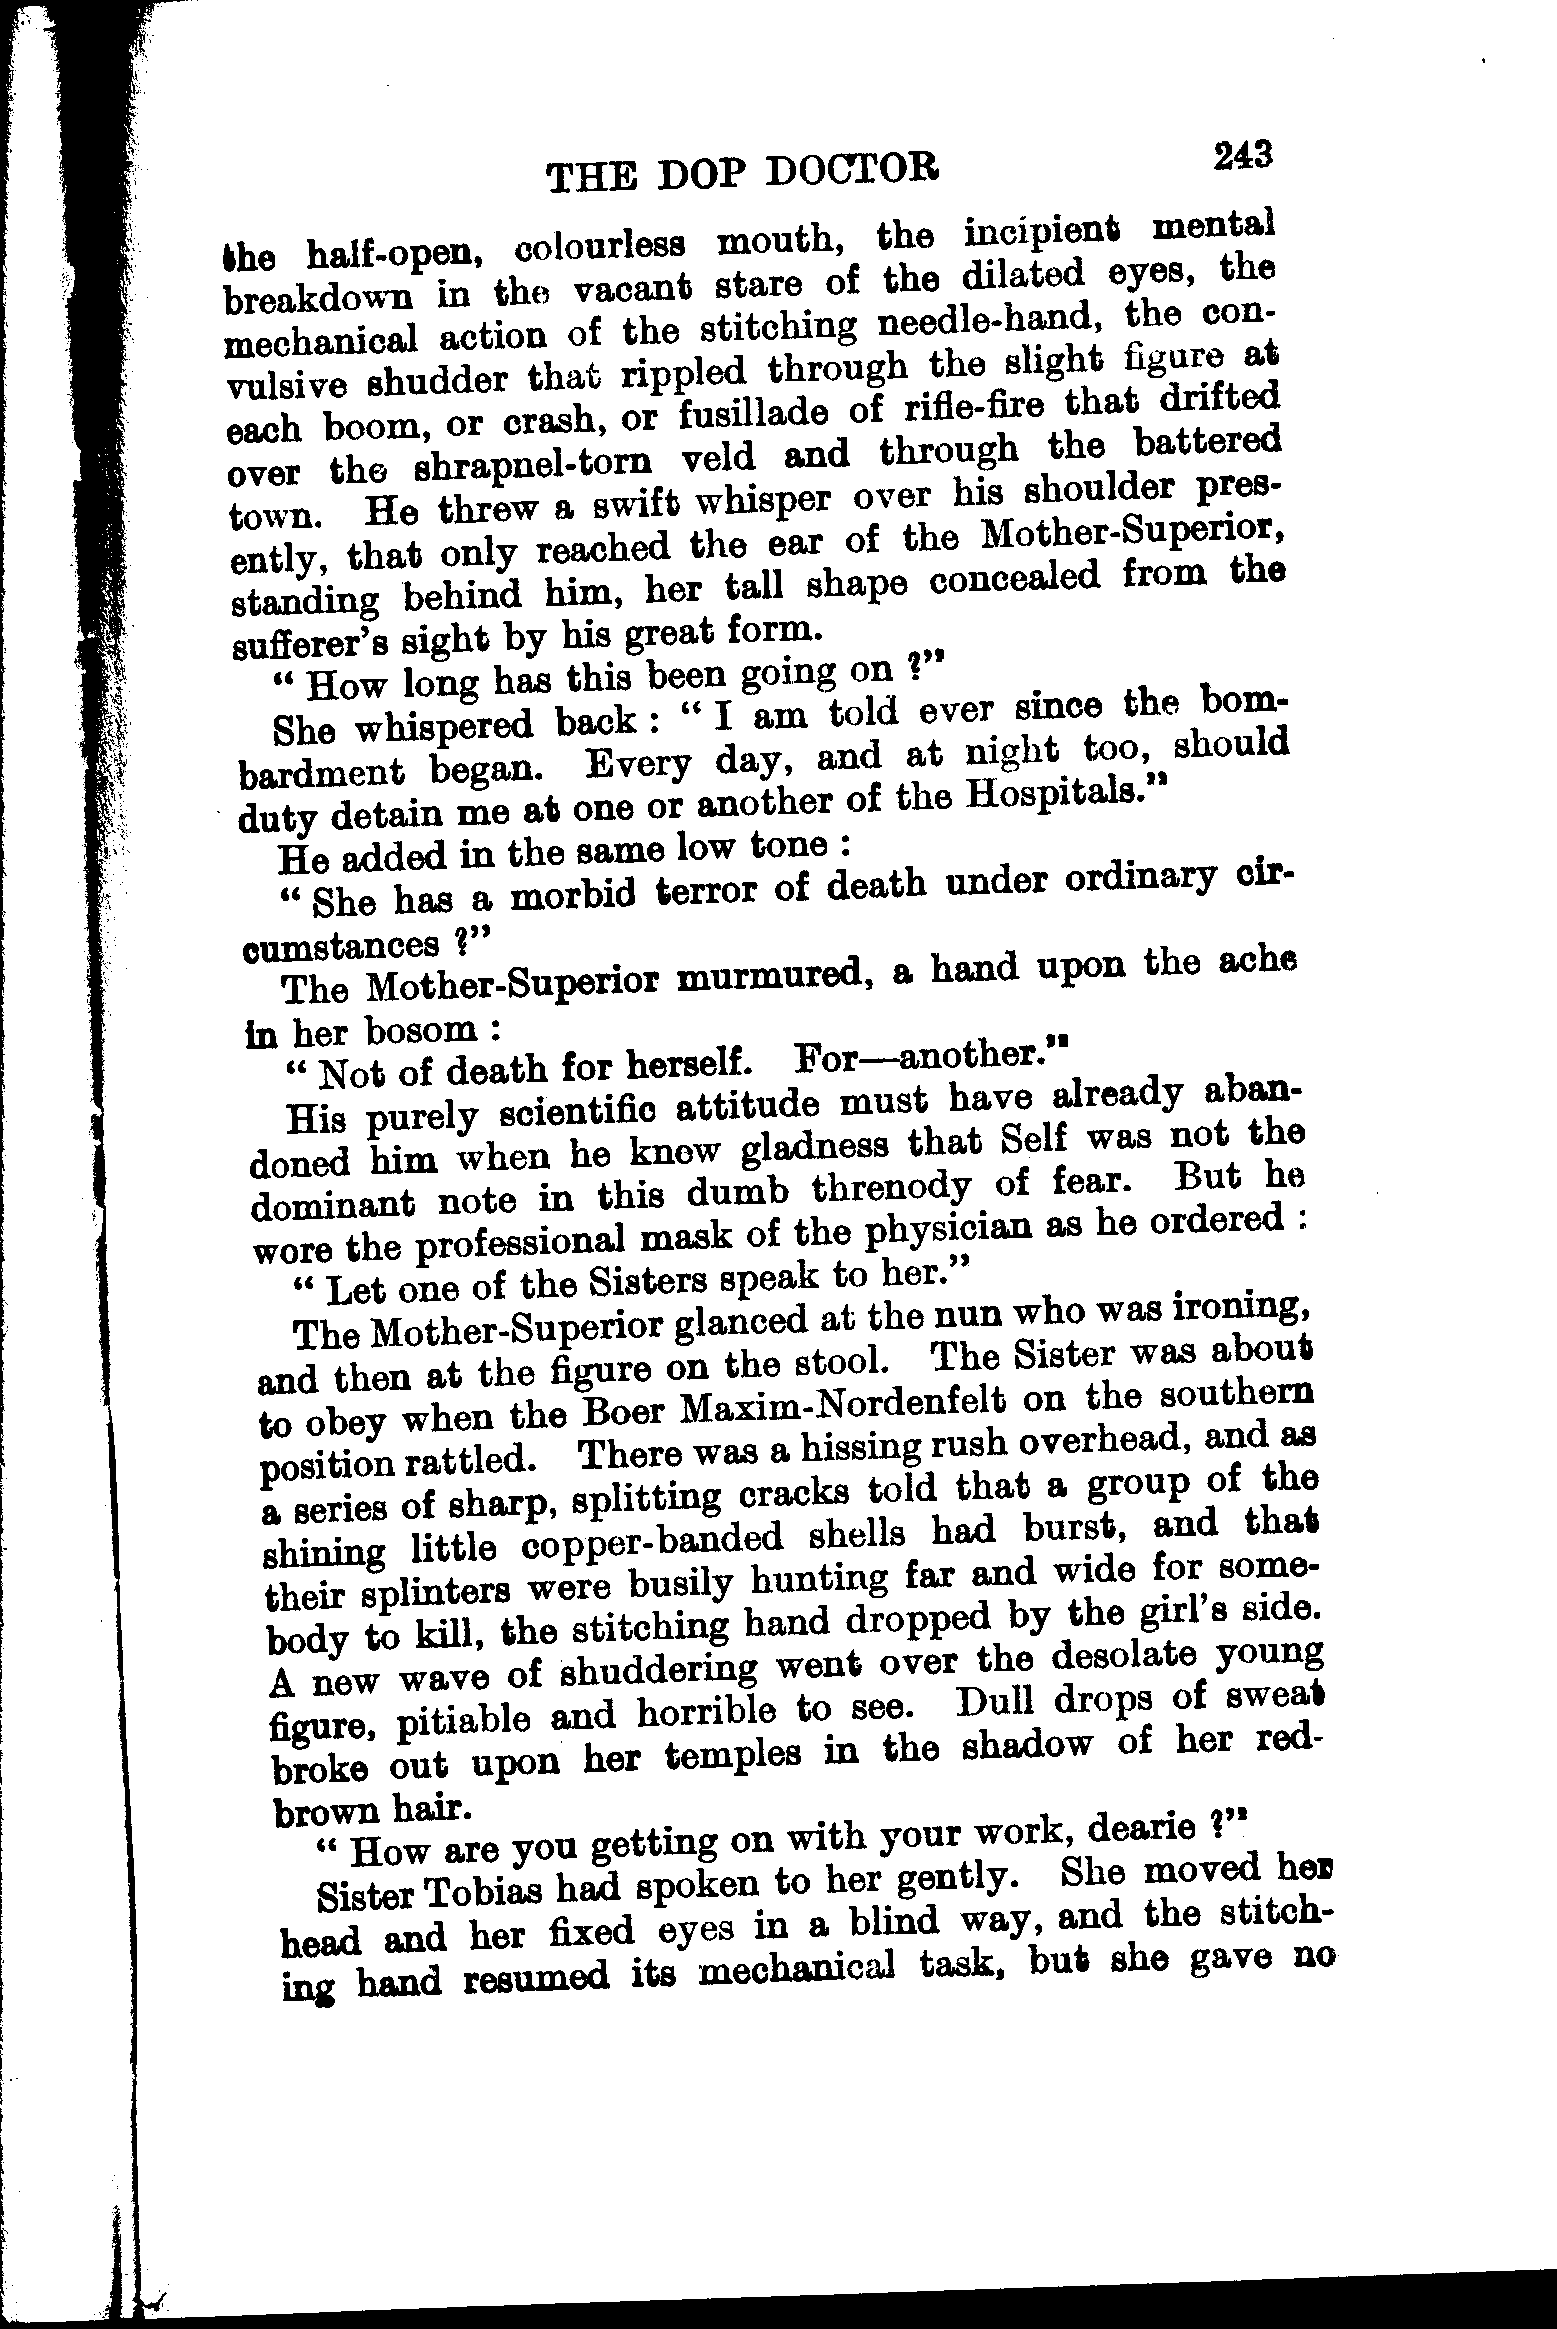 THE DOP DOCTOR 243
the half-open, colourless mouth, the incipient mental
breakdown in the vacant stare of the dilated eyes, the
mechanical action of the stitching needle-hand, the con-
vulsive shudder that rippled through the slight figure at
each boom, or crash, or fusillade of rifle-fire that drifted
over the shrapnel-torn veld and through the battered
town. He threw a swift whisper over his shoulder pres-
ently, that only reached the ear of the Mother-Superior,
standing behind him, her tall shape concealed from the
sufferer's sight by his great form.
" How long has this been going on ?"
She whispered back : " I am told ever since the bom-
bardment began. Every day, and at night too, should
duty detain me at one or another of the Hospitals."
He added in the same low tone :
" She has a morbid terror of death under ordinary cir-
cumstances ?"
The Mother-Superior murmured, a hand upon the ache
in her bosom :
" Not of death for herself. For—another."
His purely scientific attitude must have already aban-
doned him when he knew gladness that Self was not the
dominant note in this dumb threnody of fear. But he
wore the professional mask of the physician as he ordered :
" Let one of the Sisters speak to her."
The Mother-Superior glanced at the nun who was ironing,
and then at the figure on the stool. The Sister was about
to obey when the Boer Maxim-Nordenfelt on the southern
position rattled. There was a hissing rush overhead, and as
a series of sharp, splitting cracks told that a group of the
shining little copper-banded shells had burst, and that
their splinters were busily hunting far and wide for some-
body to kill, the stitching hand dropped by the girl's side.
A new wave of shuddering went over the desolate young
figure, pitiable and horrible to see. Dull drops of sweat
broke out upon her temples in the shadow of her red-
brown hair.
" How are you getting on with your work, dearie ?"
Sister Tobias had spoken to her gently. She moved her
head and her fixed eyes in a blind way, and the stitch-
ing hand resumed its mechanical task, but she gave no